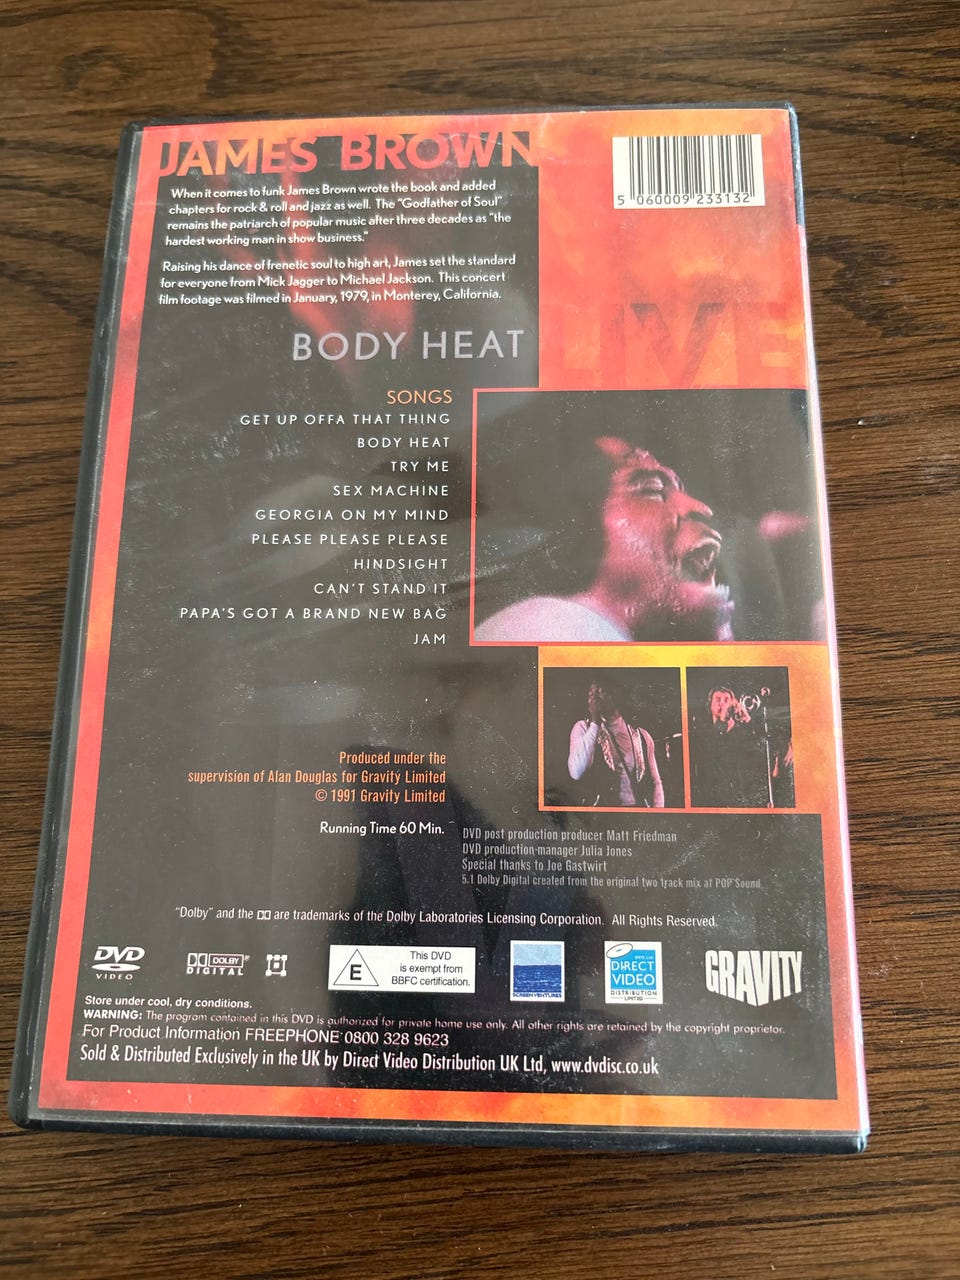 JAMES BROWN
When it comes to funk James Brown wrote the book and added
chapters for rock & roll and jazz as well. The "Godfather of Soul"
remains the patriarch of popular music after three decades as "the
hardest working man in show business."
Raising his dance of frenetic soul to high art, James set the standard
for everyone from Mick Jagger to Michael Jackson. This concert
film footage was filmed in January, 1979, in Monterey, California.
5 060009 233132
LIVE
BODY HEAT
SONGS
GET UP OFFA THAT THING
BODY HEAT
TRY ME
SEX MACHINE
GEORGIA ON MY MIND
PLEASE PLEASE PLEASE
HINDSIGHT
CAN'T STAND IT
PAPA'S GOT A BRAND NEW BAG
JAM
Produced under the
supervision of Alan Douglas for Gravity Limited
© 1991 Gravity Limited
Running Time 60 Min.
DVD post production producer Matt Friedman
DVD production-manager Julia Jones
Special thanks to Joe Gastwirt
5.1 Dolby Digital created from the original two track mix at POP Sound
"Dolby" and the DD are trademarks of the Dolby Laboratories Licensing Corporation. All Rights Reserved.
DVD
VIDEO
DOLBY
DIGITAL
E
This DVD
is exempt from
BBFC certification.
SCREEN VENTURES
DIRECT
VIDEO
DISTRIBUTION
LIMITED
GRAVITY
Store under cool, dry conditions.
WARNING: The program contained in this DVD is authorized for private home use only. All other rights are retained by the copyright proprietor.
For Product Information FREEPHONE 0800 328 9623
Sold & Distributed Exclusively in the UK by Direct Video Distribution UK Ltd, www.dvdisc.co.uk